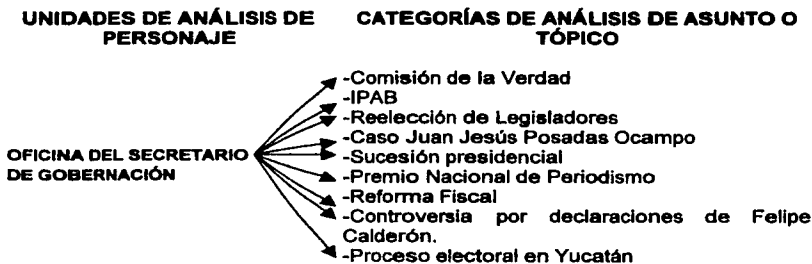 UNIDADES DE ANÁLISIS DE
PERSONAJE
CATEGORÍAS DE ANÁLISIS DE ASUNTO O
TÓPICO
OFICINA DEL SECRETARIO
DE GOBERNACIÓN
-Comisión de la Verdad
-IPAB
-Reelección de Legisladores
-Caso Juan Jesús Posadas Ocampo
-Sucesión presidencial
-Premio Nacional de Periodismo
-Reforma Fiscal
-Controversia por declaraciones de Felipe
Calderón.
-Proceso electoral en Yucatán